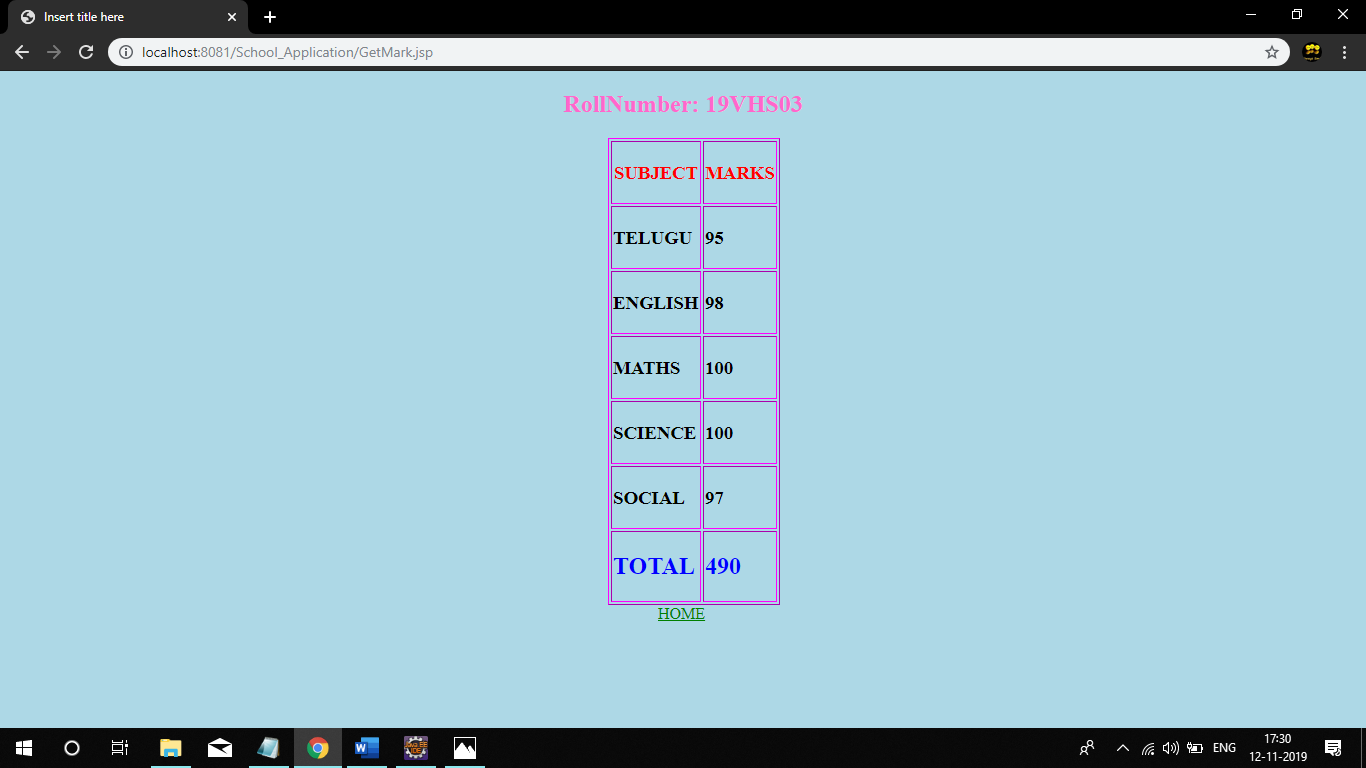 Insert title here
localhost:8081/School_Application/GetMark.jsp
RollNumber: 19VHS03
SUBJECT MARKS
TELUGU 95
ENGLISH 98
MATHS 100
SCIENCE 100
SOCIAL 97
TOTAL 490
HOME
ENG
17:30
12-11-2019